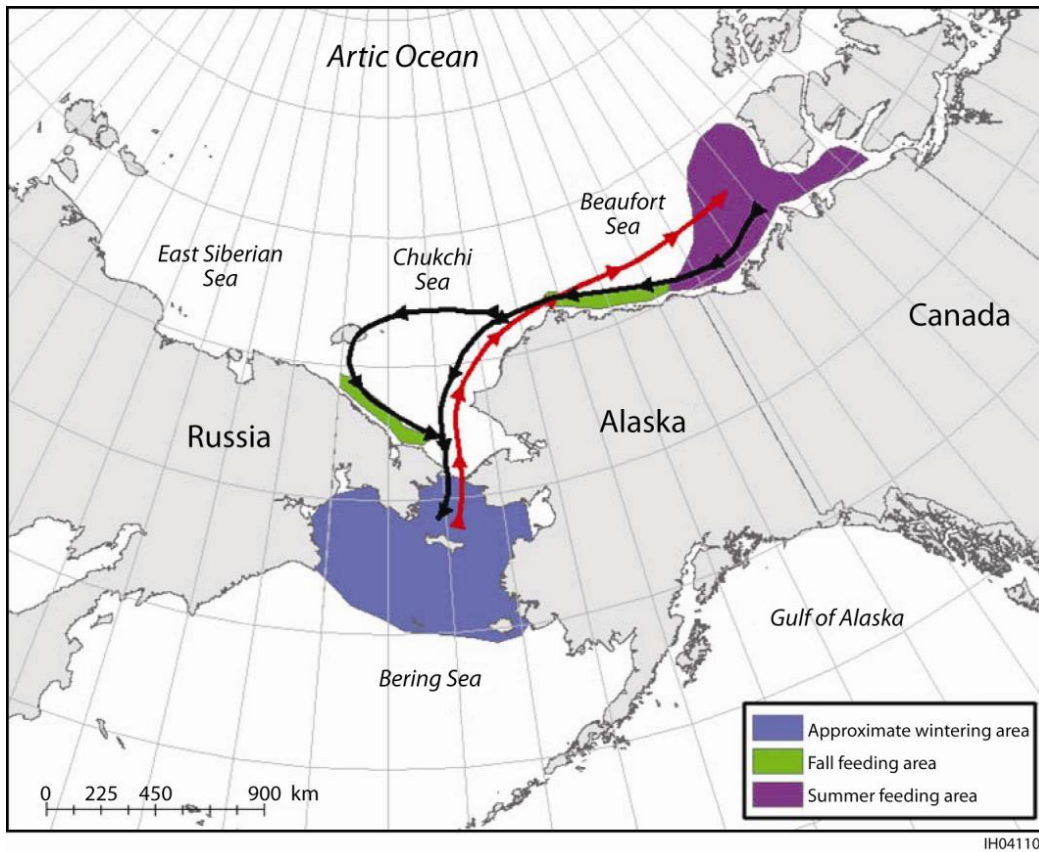 Artic Ocean
Beaufort
Sea
East Siberian
Sea
Chukchi
Sea
Canada
Russia
Alaska
Gulf of Alaska
Bering Sea
Approximate wintering area
Fall feeding area
Summer feeding area
0 225 450 900 km
IH04110